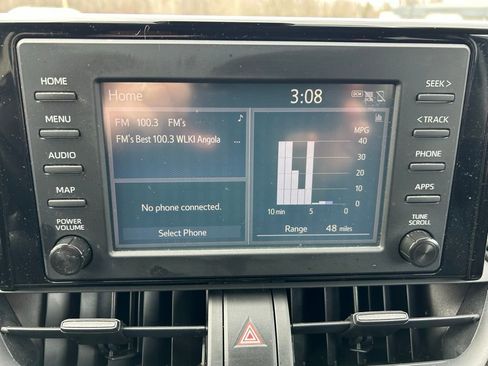 HOME
MENU
AUDIO
MAP
POWER
VOLUME
Home
3:08
DCM
FM 100.3 FM's
FM's Best 100.3 WLKI Angola ...
No phone connected.
Select Phone
MPG
40
30
20
10
0
10 min 5 0
Range 48 miles
SEEK >
< TRACK
PHONE
APPS
TUNE
SCROLL